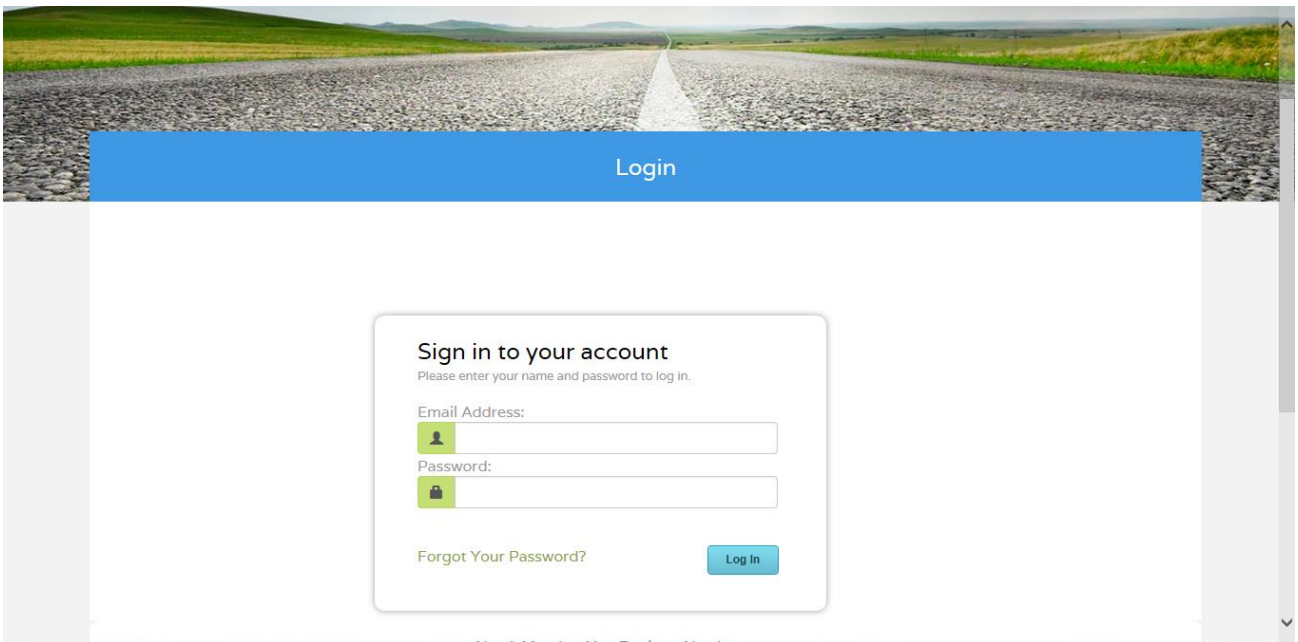 Login
Sign in to your account
Please enter your name and password to log in.
Email Address:
Password:
Forgot Your Password?
Log In